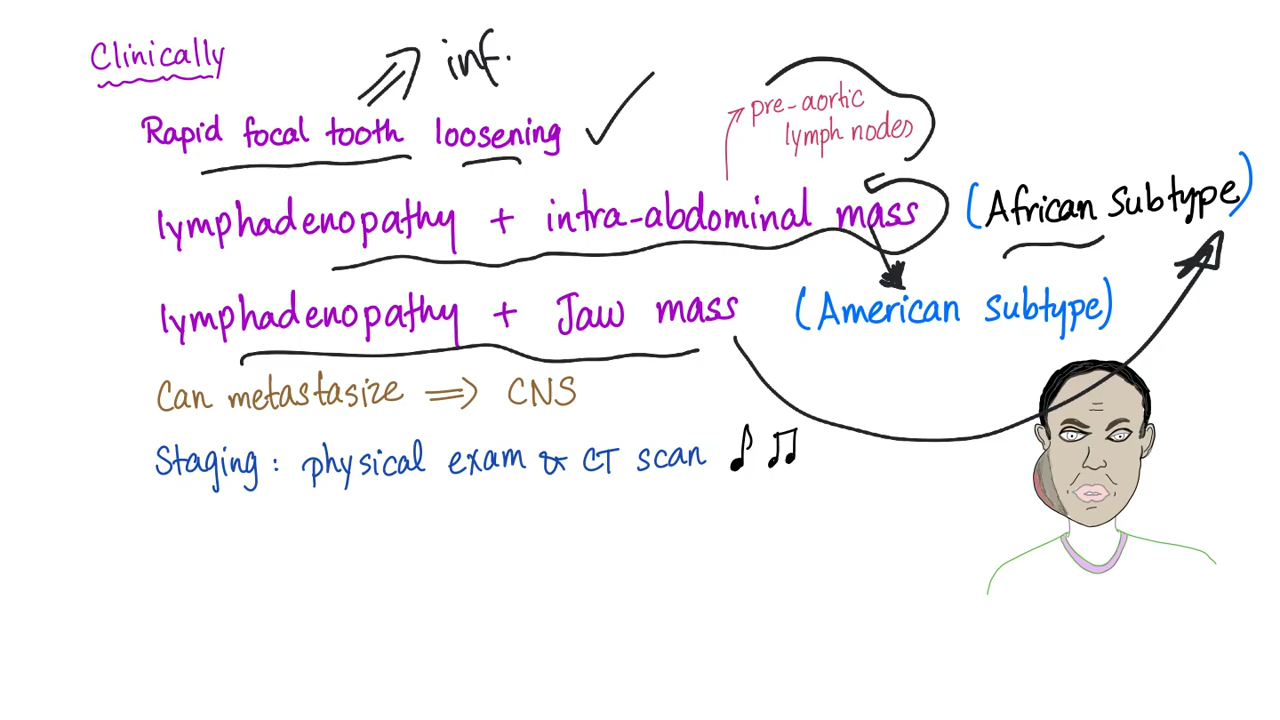 Clinically
inf.
Rapid focal tooth loosening
pre-aortic
lymph nodes
lymphadenopathy + intra-abdominal mass (African subtype)
lymphadenopathy + Jaw mass (American subtype)
Can metastasize ⟹ CNS
Staging : physical exam & CT scan